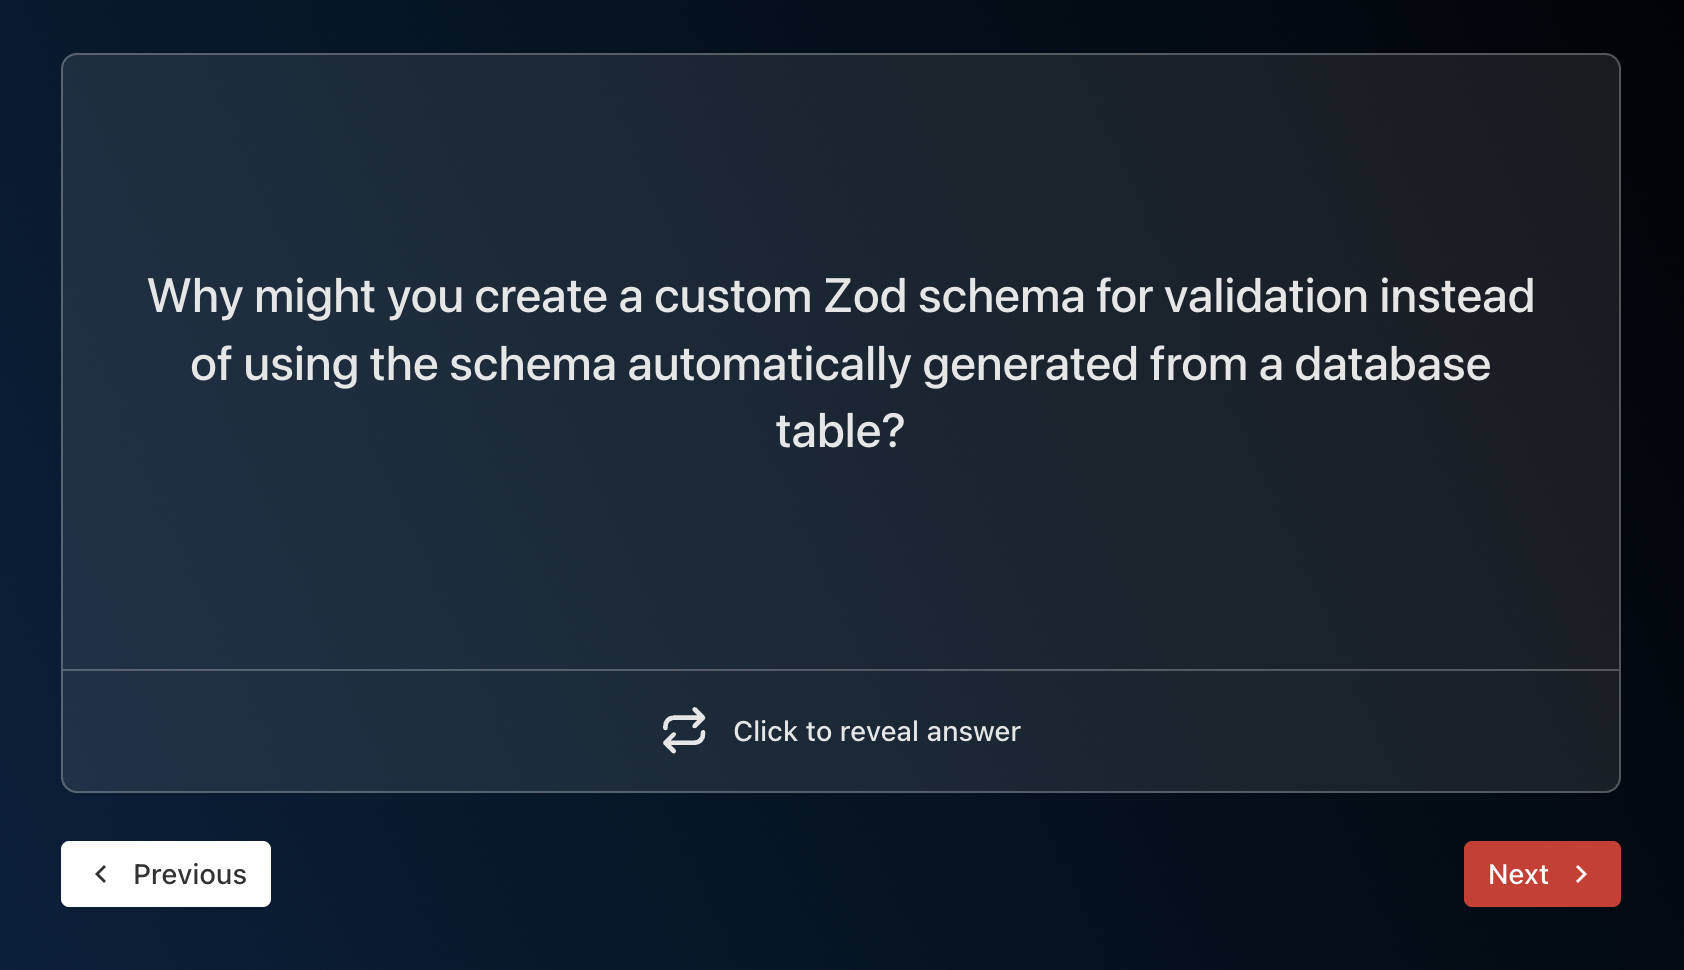 Why might you create a custom Zod schema for validation instead
of using the schema automatically generated from a database
table?
Click to reveal answer
Previous
Next